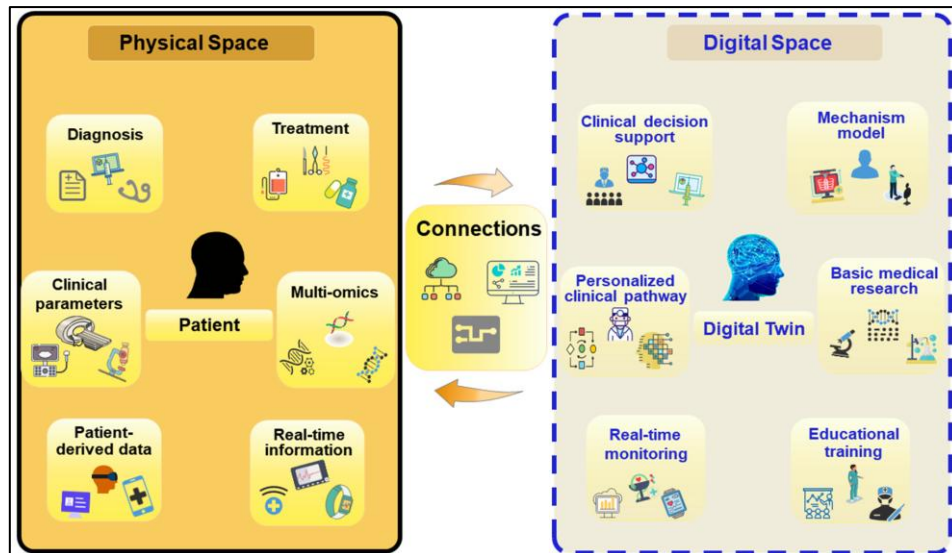 Physical Space
Diagnosis
Treatment
Clinical
parameters
Patient
Multi-omics
Patient-
derived data
Real-time
information
Connections
Digital Space
Clinical decision
support
Mechanism
model
Personalized
clinical pathway
Digital Twin
Basic medical
research
Real-time
monitoring
Educational
training